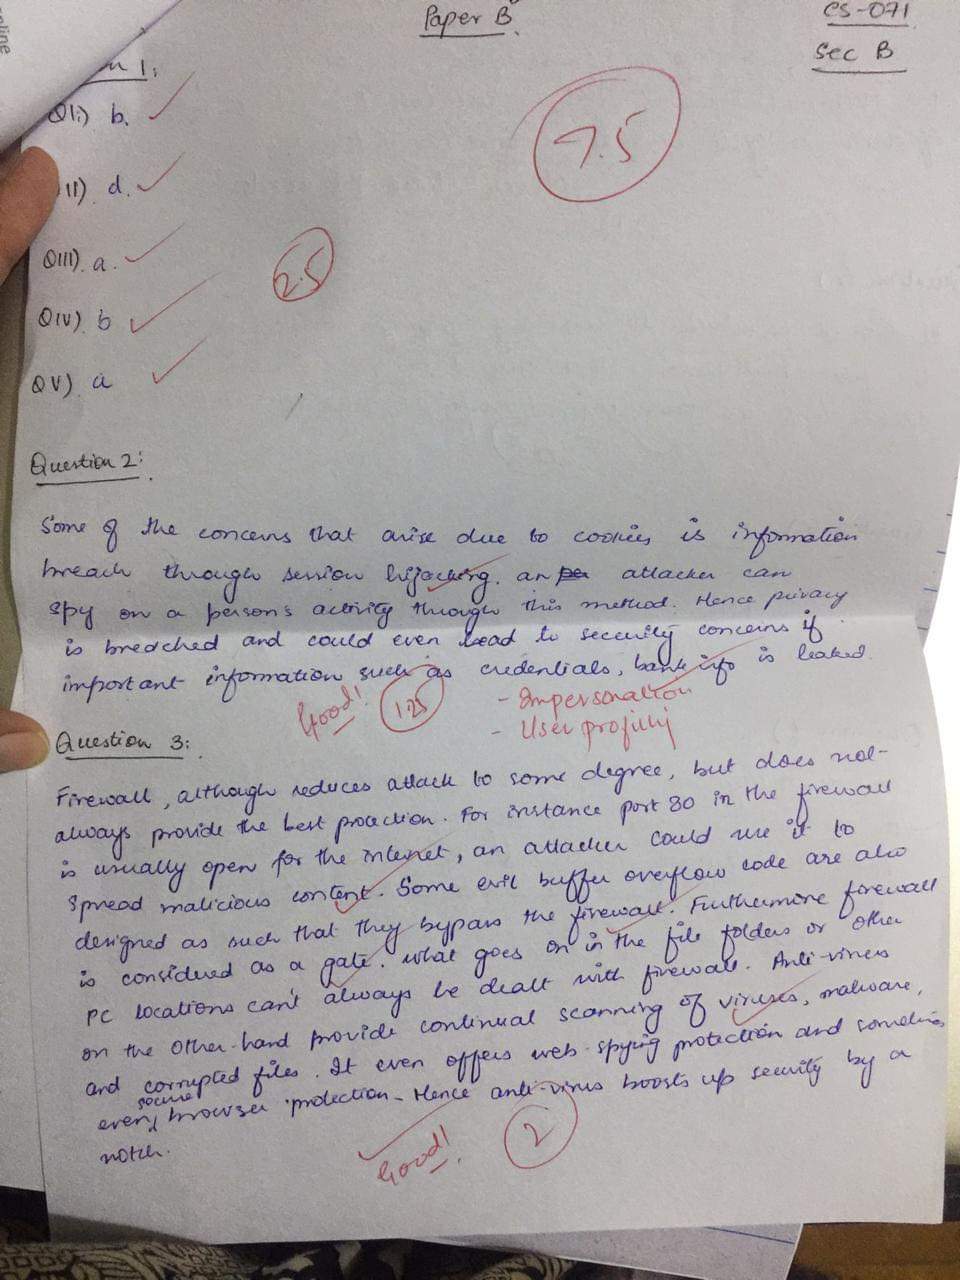 Paper B
CS-071
Sec B
nline
n 1:
QI:) b.
II) d.
QIII). a.
QIV). b
QV) a
7.5
2.5
Question 2:
Some of the concerns that arise due to cookies is information
breach through session hijacking. an attacker can
spy on a person's activity through this method. Hence privacy
is breached and could even lead to security concerns if
important information such as credentials, bank info is leaked.
Good! 1.25
- Impersonation
- User profiling
Question 3:
Firewall, although reduces attack to some degree, but does not
always provide the best proection. For instance port 80 in the firewall
is usually open for the internet, an attacker could use it to
spread malicious content. Some evil buffer overflow code are also
designed as such that they bypass the firewall. Furthermore firewall
is considered as a gate. What goes on in the file folders or other
PC locations can't always be dealt with firewall. Anti-virus
on the other-hand provide continual scanning of viruses, malware,
and corrupted files. It even offers web-spying protection and sometimes
even secure browser protection. Hence anti-virus boosts up security by a
notch.
Good! 2